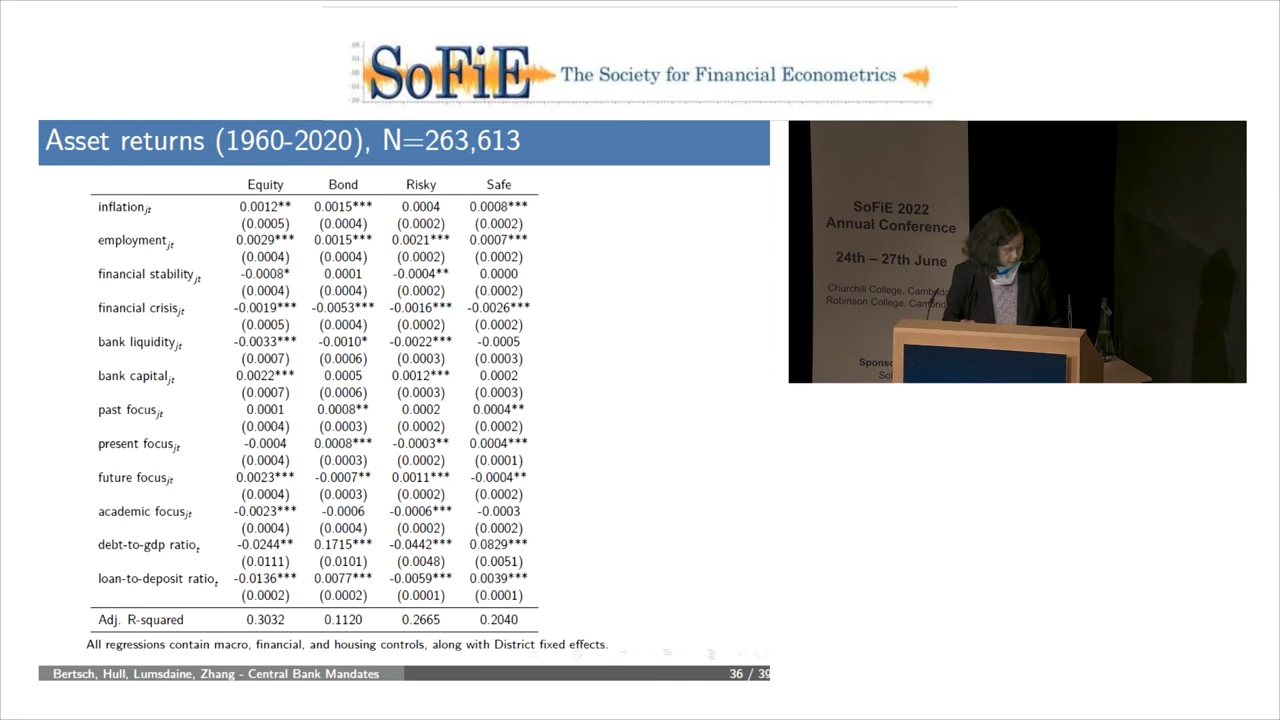 SoFiE The Society for Financial Econometrics
Asset returns (1960-2020), N=263,613
Equity Bond Risky Safe
inflation_jt 0.0012** 0.0015*** 0.0004 0.0008***
(0.0005) (0.0004) (0.0002) (0.0002)
employment_jt 0.0029*** 0.0015*** 0.0021*** 0.0007***
(0.0004) (0.0004) (0.0002) (0.0002)
financial stability_jt -0.0008* 0.0001 -0.0004** 0.0000
(0.0004) (0.0004) (0.0002) (0.0002)
financial crisis_jt -0.0019*** -0.0053*** -0.0016*** -0.0026***
(0.0005) (0.0004) (0.0002) (0.0002)
bank liquidity_jt -0.0033*** -0.0010* -0.0022*** -0.0005
(0.0007) (0.0006) (0.0003) (0.0003)
bank capital_jt 0.0022*** 0.0005 0.0012*** 0.0002
(0.0007) (0.0006) (0.0003) (0.0003)
past focus_jt 0.0001 0.0008** 0.0002 0.0004**
(0.0004) (0.0003) (0.0002) (0.0002)
present focus_jt -0.0004 0.0008*** -0.0003** 0.0004***
(0.0004) (0.0003) (0.0002) (0.0001)
future focus_jt 0.0023*** -0.0007** 0.0011*** -0.0004**
(0.0004) (0.0003) (0.0002) (0.0002)
academic focus_jt -0.0023*** -0.0006 -0.0006*** -0.0003
(0.0004) (0.0004) (0.0002) (0.0002)
debt-to-gdp ratio_t -0.0244** 0.1715*** -0.0442*** 0.0829***
(0.0111) (0.0101) (0.0048) (0.0051)
loan-to-deposit ratio_t -0.0136*** 0.0077*** -0.0059*** 0.0039***
(0.0002) (0.0002) (0.0001) (0.0001)
Adj. R-squared 0.3032 0.1120 0.2665 0.2040
All regressions contain macro, financial, and housing controls, along with District fixed effects.
Bertsch, Hull, Lumsdaine, Zhang - Central Bank Mandates 36 / 39
SoFiE 2022
Annual Conference
24th – 27th June
Churchill College,
Robinson College,